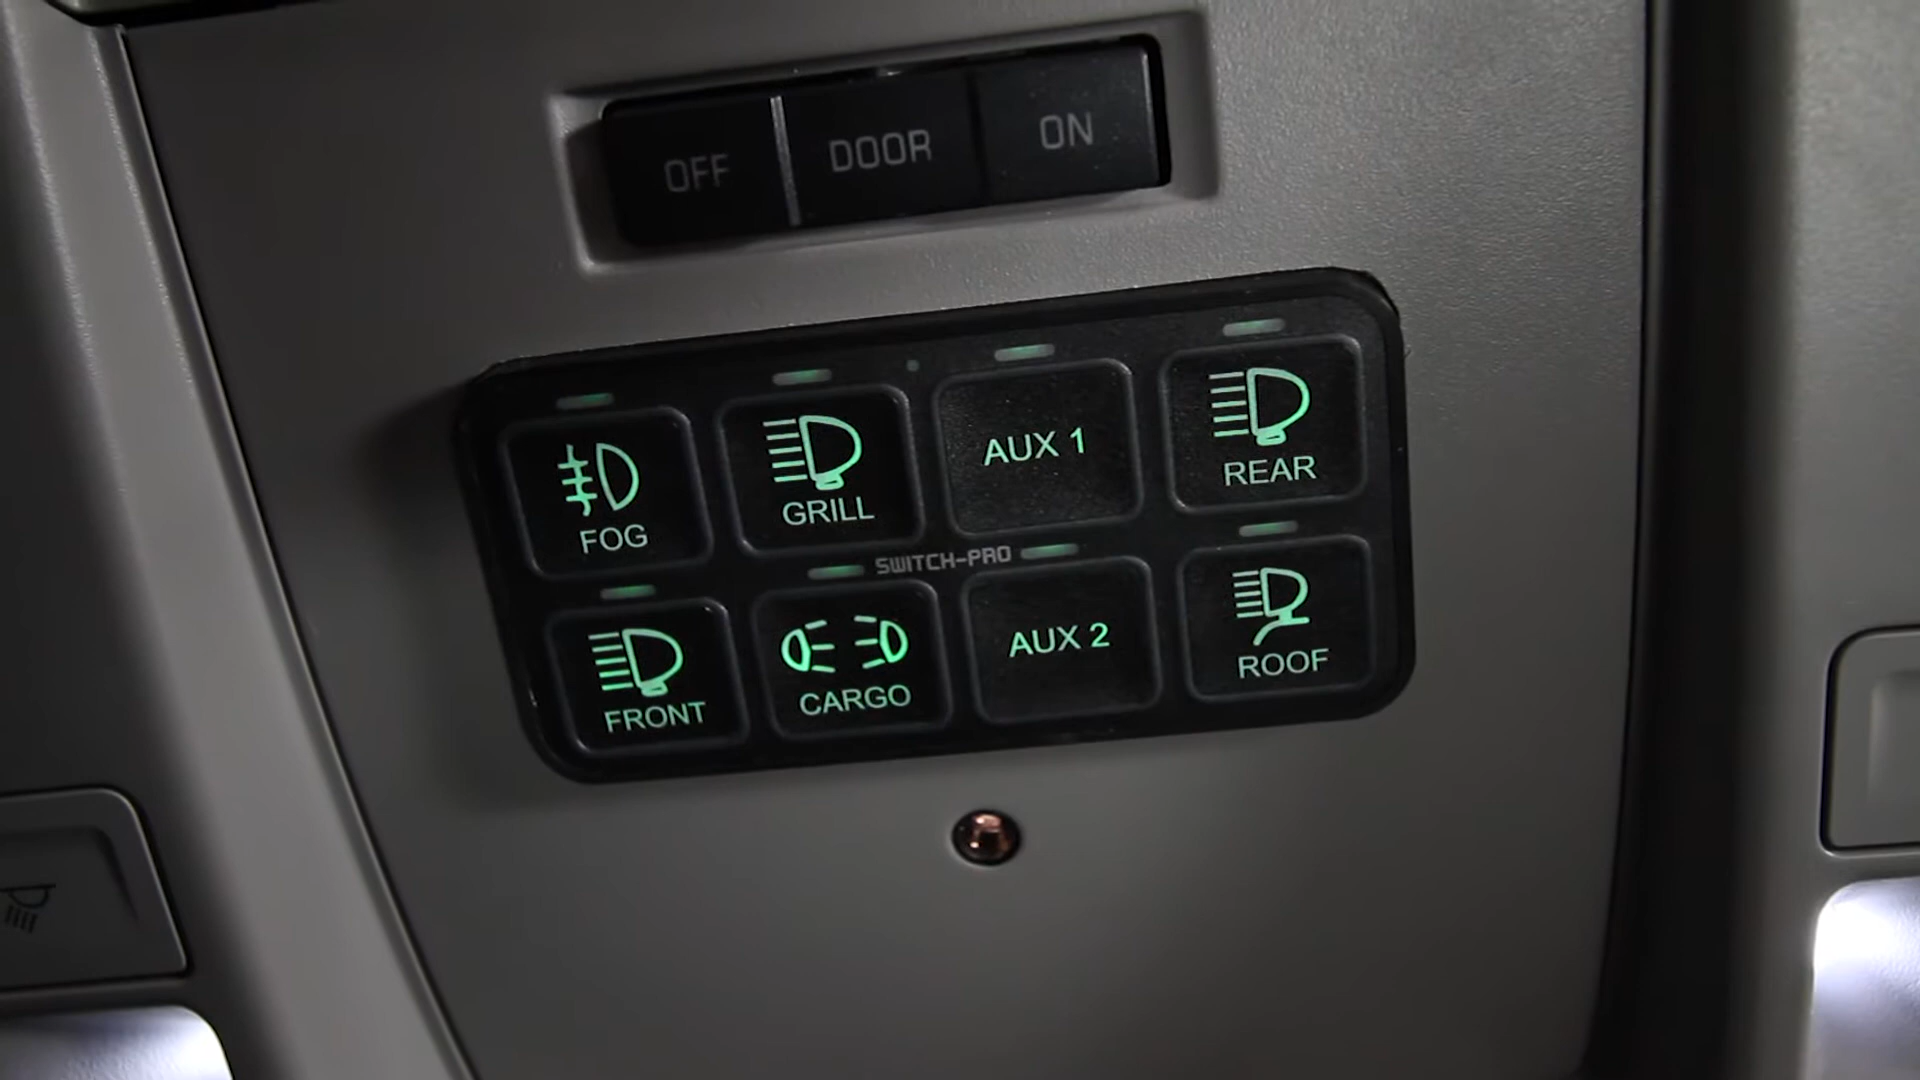 OFF DOOR ON
FOG GRILL AUX 1 REAR
SWITCH-PRO
FRONT CARGO AUX 2 ROOF